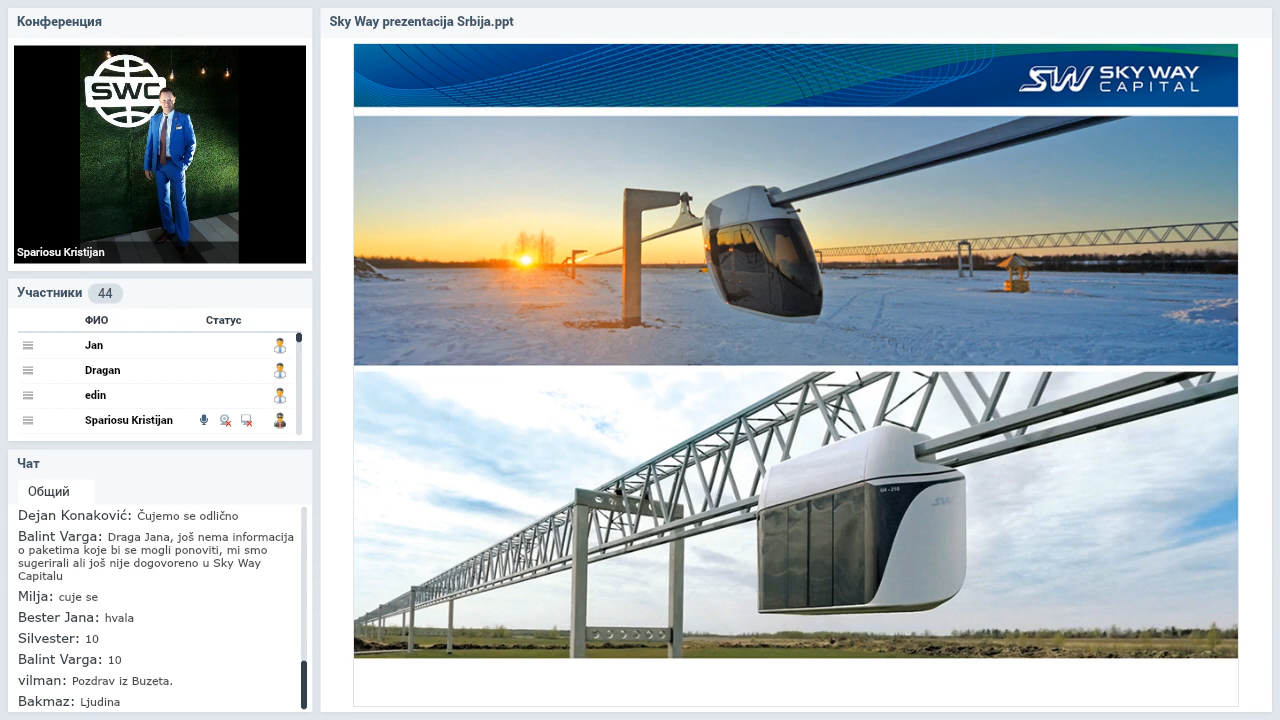 Конференция
SWC
Spariosu Kristijan
Участники 44
ФИО Статус
Jan
Dragan
edin
Spariosu Kristijan
Чат
Общий
Dejan Konaković: Čujemo se odlično
Balint Varga: Draga Jana, još nema informacija
o paketima koje bi se mogli ponoviti, mi smo
sugerirali ali još nije dogovoreno u Sky Way
Capitalu
Milja: cuje se
Bester Jana: hvala
Silvester: 10
Balint Varga: 10
vilman: Pozdrav iz Buzeta.
Bakmaz: Ljudina
Sky Way prezentacija Srbija.ppt
SW SKY WAY
CAPITAL
SW